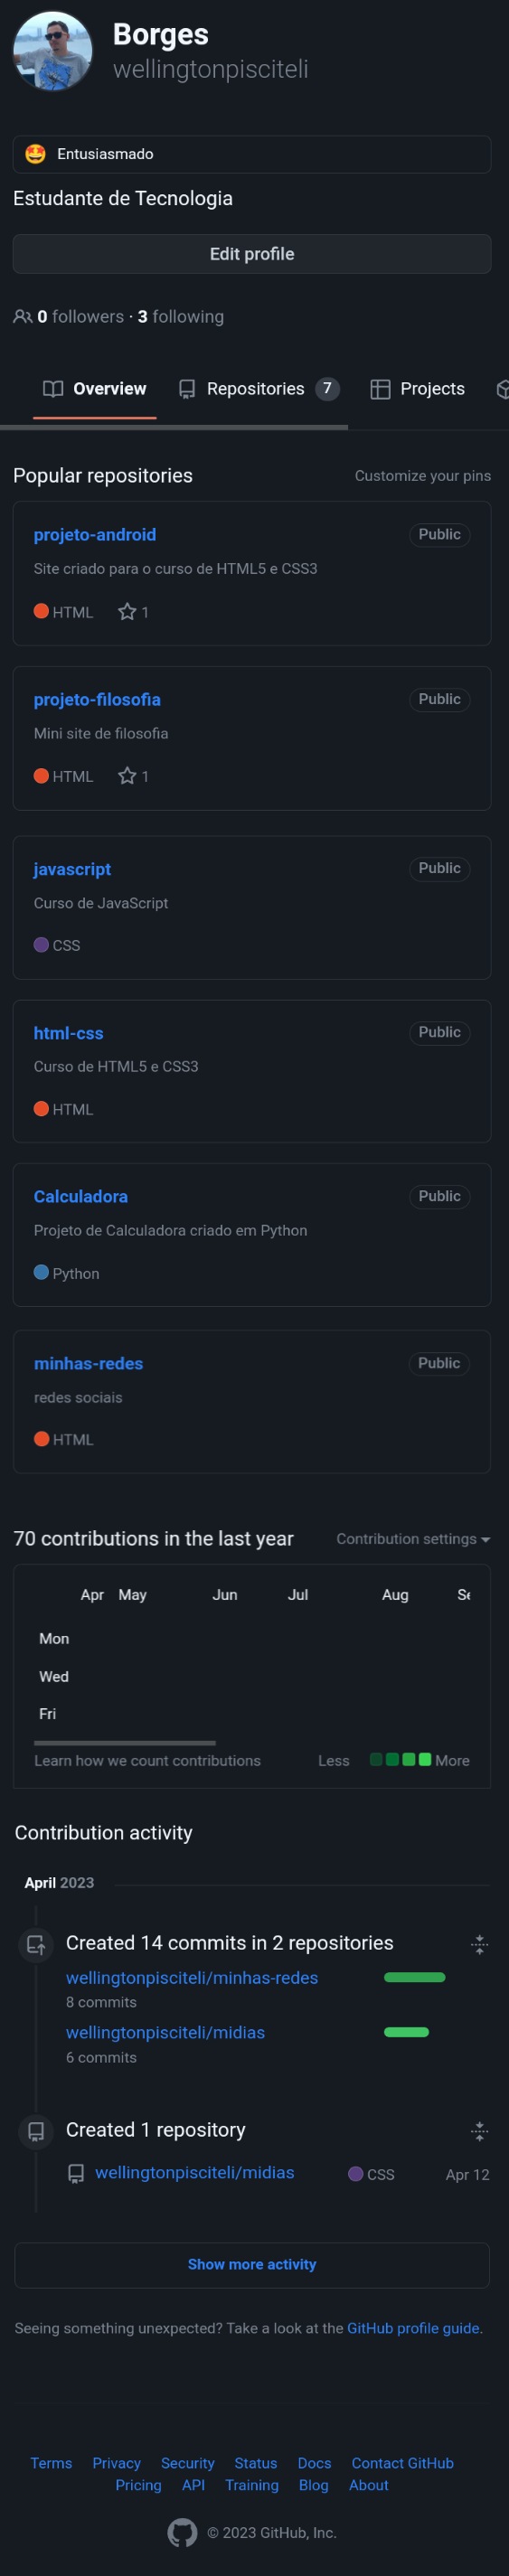 Borges
wellingtonpisciteli
Entusiasmado
Estudante de Tecnologia
Edit profile
0 followers · 3 following
Overview Repositories 7 Projects
Popular repositories Customize your pins
projeto-android Public
Site criado para o curso de HTML5 e CSS3
HTML 1
projeto-filosofia Public
Mini site de filosofia
HTML 1
javascript Public
Curso de JavaScript
CSS
html-css Public
Curso de HTML5 e CSS3
HTML
Calculadora Public
Projeto de Calculadora criado em Python
Python
minhas-redes Public
redes sociais
HTML
70 contributions in the last year Contribution settings
Apr May Jun Jul Aug
Mon
Wed
Fri
Learn how we count contributions Less More
Contribution activity
April 2023
Created 14 commits in 2 repositories
wellingtonpisciteli/minhas-redes
8 commits
wellingtonpisciteli/midias
6 commits
Created 1 repository
wellingtonpisciteli/midias CSS Apr 12
Show more activity
Seeing something unexpected? Take a look at the GitHub profile guide.
Terms Privacy Security Status Docs Contact GitHub
Pricing API Training Blog About
© 2023 GitHub, Inc.